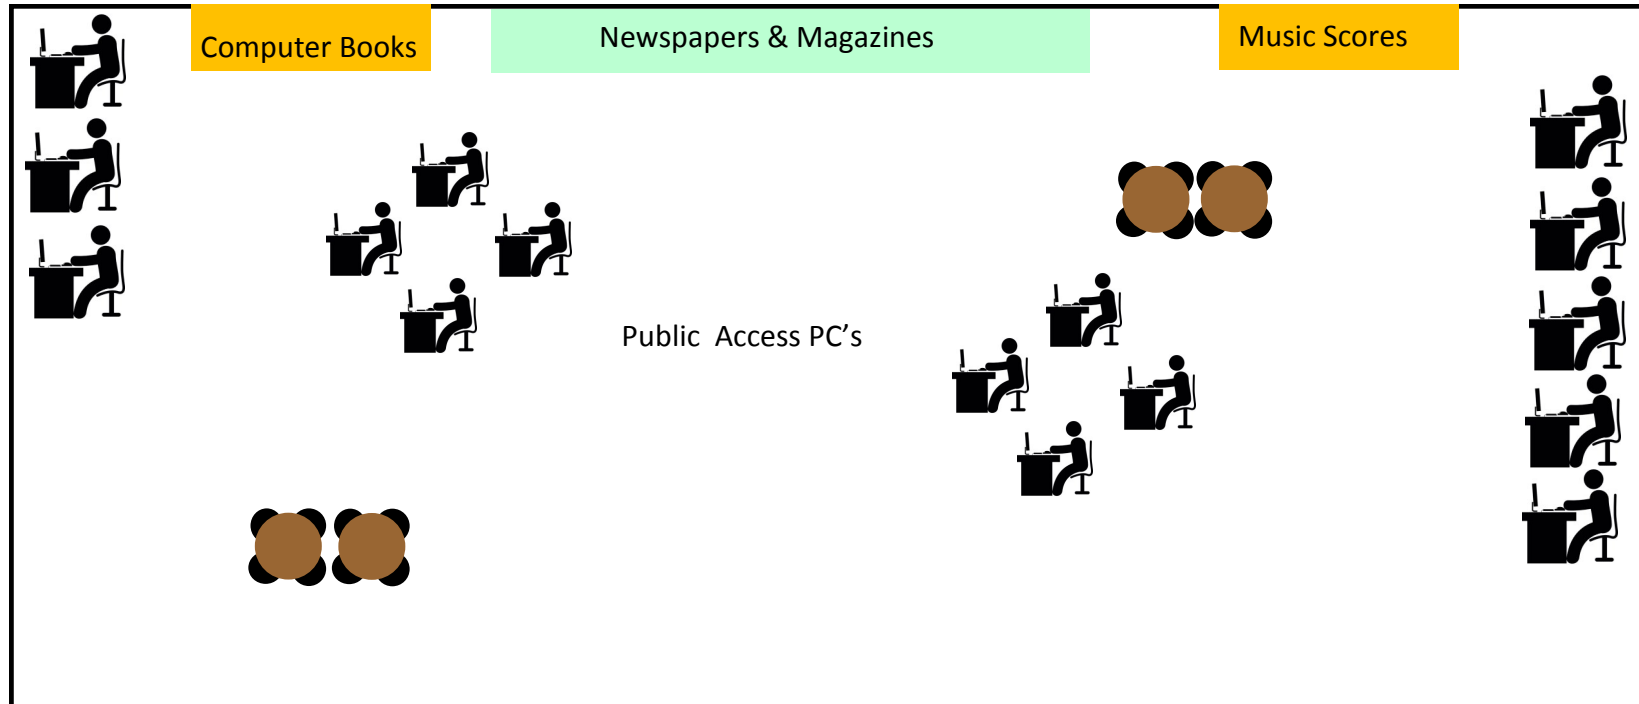 Computer Books
Newspapers & Magazines
Music Scores
Public  Access PC’s